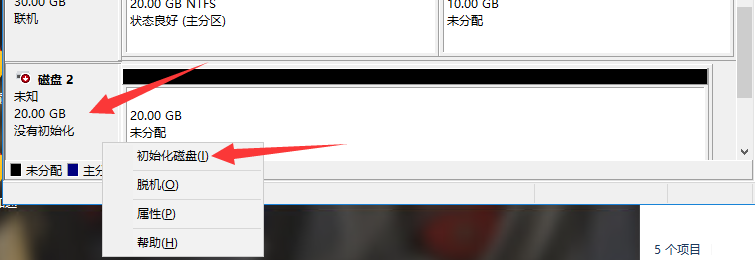 30.00 GB
联机
20.00 GB NTFS
状态良好 (主分区)
10.00 GB
未分配
磁盘 2
未知
20.00 GB
没有初始化
20.00 GB
未分配
未分配
主分
初始化磁盘(I)
脱机(O)
属性(P)
帮助(H)
5 个项目